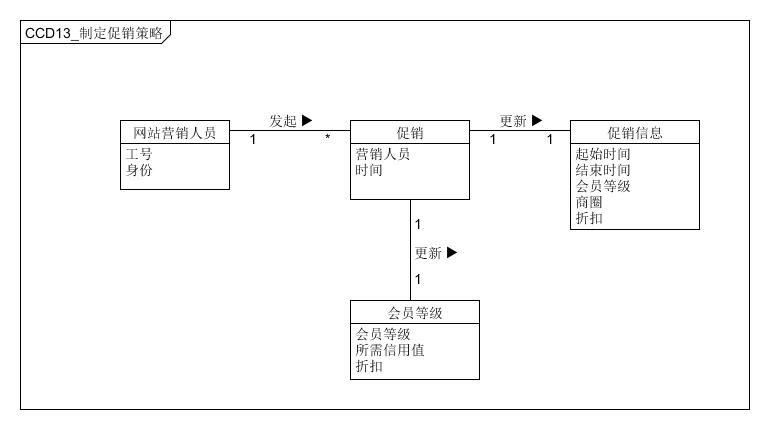 CCD13_制定促销策略
网站营销人员
工号
身份
发起 ▶
1
*
促销
营销人员
时间
更新 ▶
1
1
促销信息
起始时间
结束时间
会员等级
商圈
折扣
1
更新 ▶
1
会员等级
会员等级
所需信用值
折扣